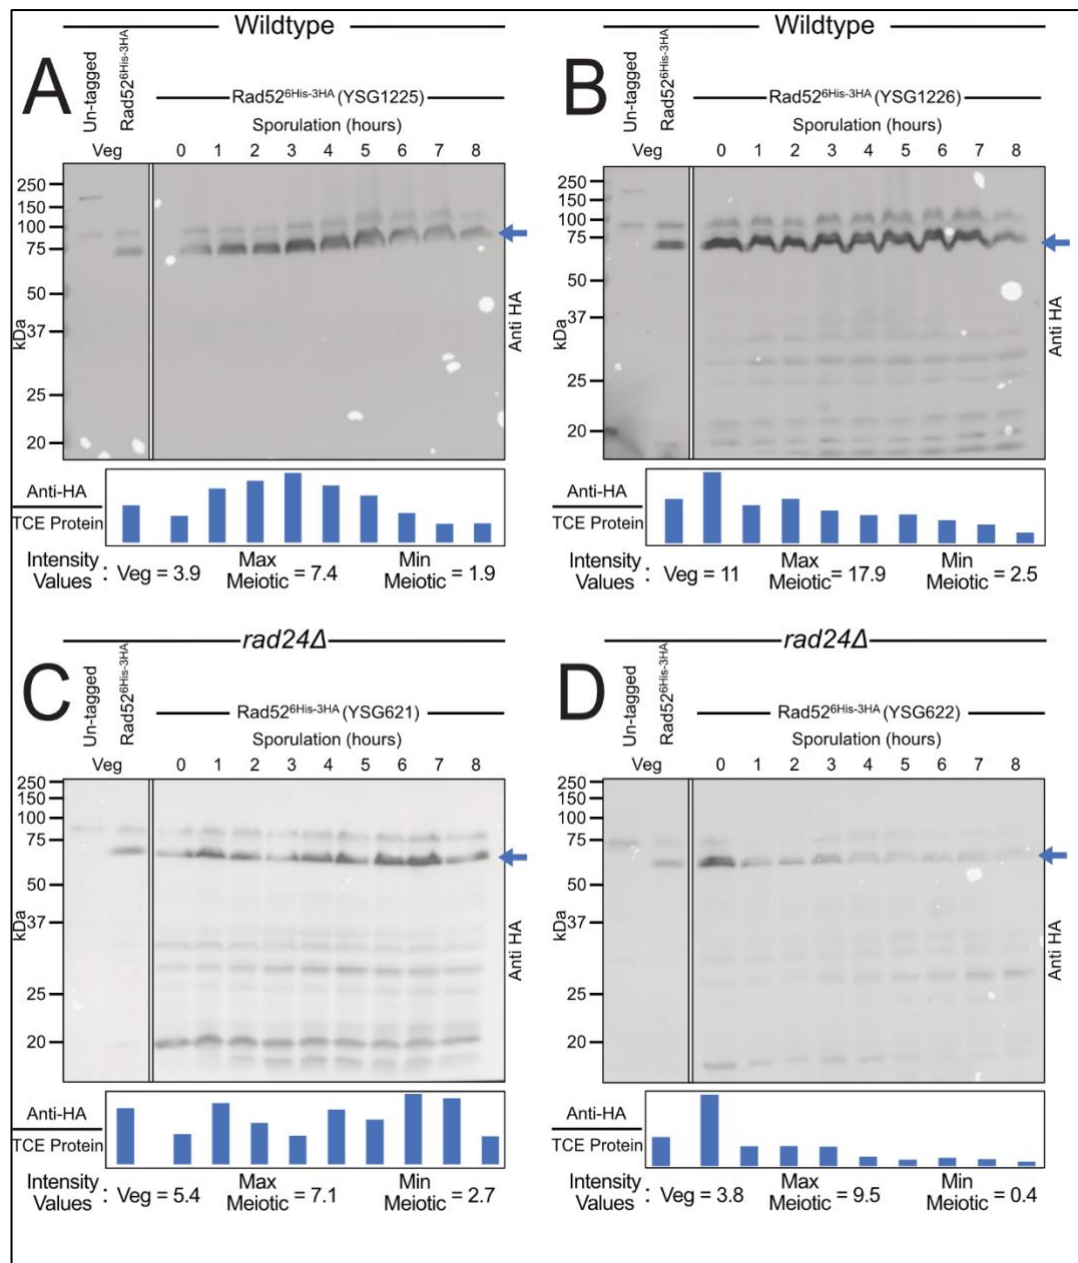 Wildtype
A
Un-tagged
Rad52^6His-3HA
Rad52^6His-3HA (YSG1225)
Sporulation (hours)
Veg
0 1 2 3 4 5 6 7 8
250
150
100
75
50
37
25
20
kDa
Anti HA
Anti-HA
TCE Protein
Intensity Values : Veg = 3.9 Max Meiotic = 7.4 Min Meiotic = 1.9
Wildtype
B
Un-tagged
Rad52^6His-3HA
Rad52^6His-3HA (YSG1226)
Sporulation (hours)
Veg
0 1 2 3 4 5 6 7 8
250
150
100
75
50
37
25
20
kDa
Anti HA
Anti-HA
TCE Protein
Intensity Values : Veg = 11 Max Meiotic = 17.9 Min Meiotic = 2.5
rad24Δ
C
Un-tagged
Rad52^6His-3HA
Rad52^6His-3HA (YSG621)
Sporulation (hours)
Veg
0 1 2 3 4 5 6 7 8
250
150
100
75
50
37
25
20
kDa
Anti HA
Anti-HA
TCE Protein
Intensity Values : Veg = 5.4 Max Meiotic = 7.1 Min Meiotic = 2.7
rad24Δ
D
Un-tagged
Rad52^6His-3HA
Rad52^6His-3HA (YSG622)
Sporulation (hours)
Veg
0 1 2 3 4 5 6 7 8
250
150
100
75
50
37
25
20
kDa
Anti HA
Anti-HA
TCE Protein
Intensity Values : Veg = 3.8 Max Meiotic = 9.5 Min Meiotic = 0.4